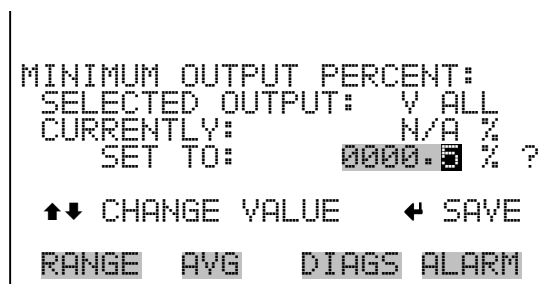 MINIMUM OUTPUT PERCENT:
SELECTED OUTPUT: V ALL
CURRENTLY: N/A %
SET TO: 0000.5 % ?
⬆⬇ CHANGE VALUE ↵ SAVE
RANGE AVG DIAGS ALARM